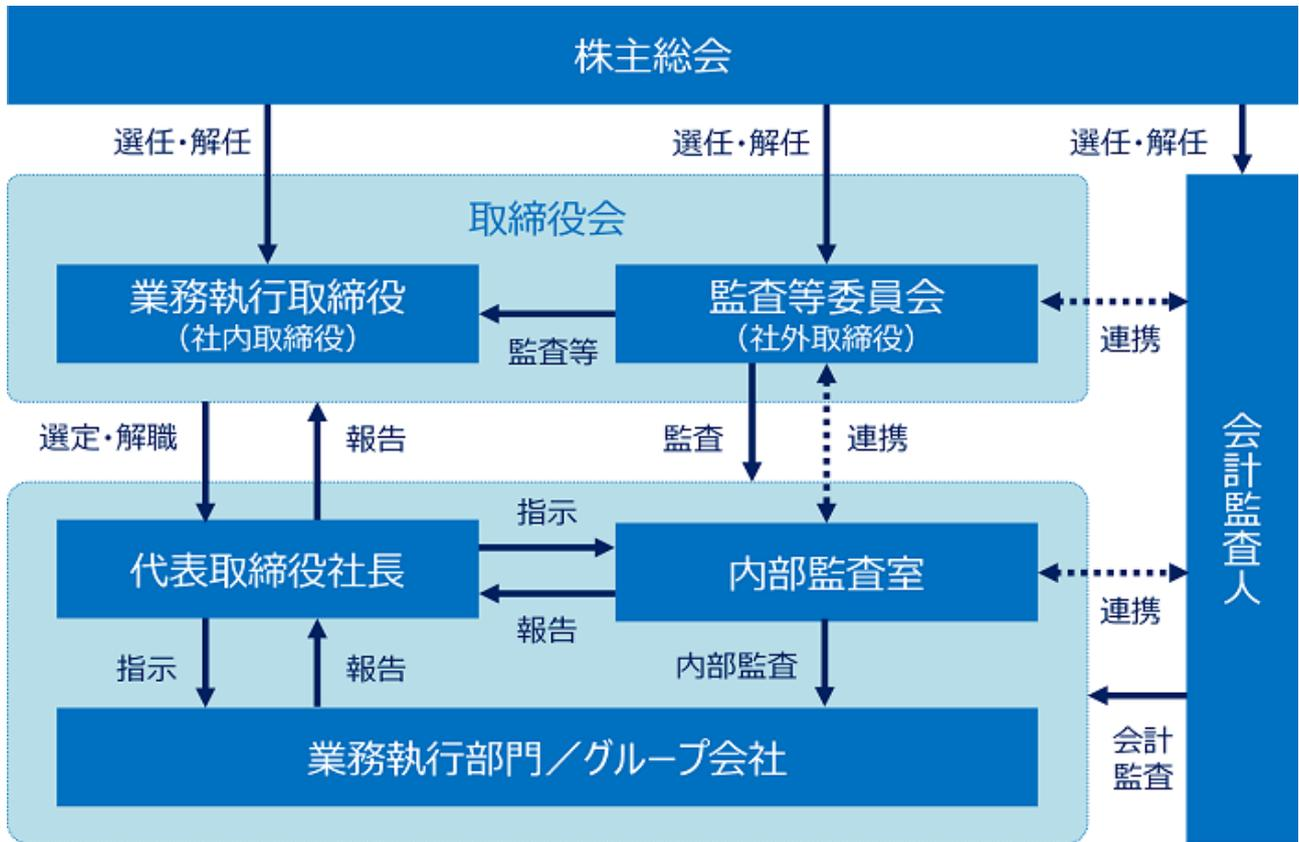 株主総会
選任・解任
選任・解任
選任・解任
取締役会
業務執行取締役
（社内取締役）
監査等
監査等委員会
（社外取締役）
連携
選定・解職
報告
監査
連携
会計監査人
代表取締役社長
指示
報告
内部監査室
連携
指示
報告
内部監査
会計
監査
業務執行部門／グループ会社